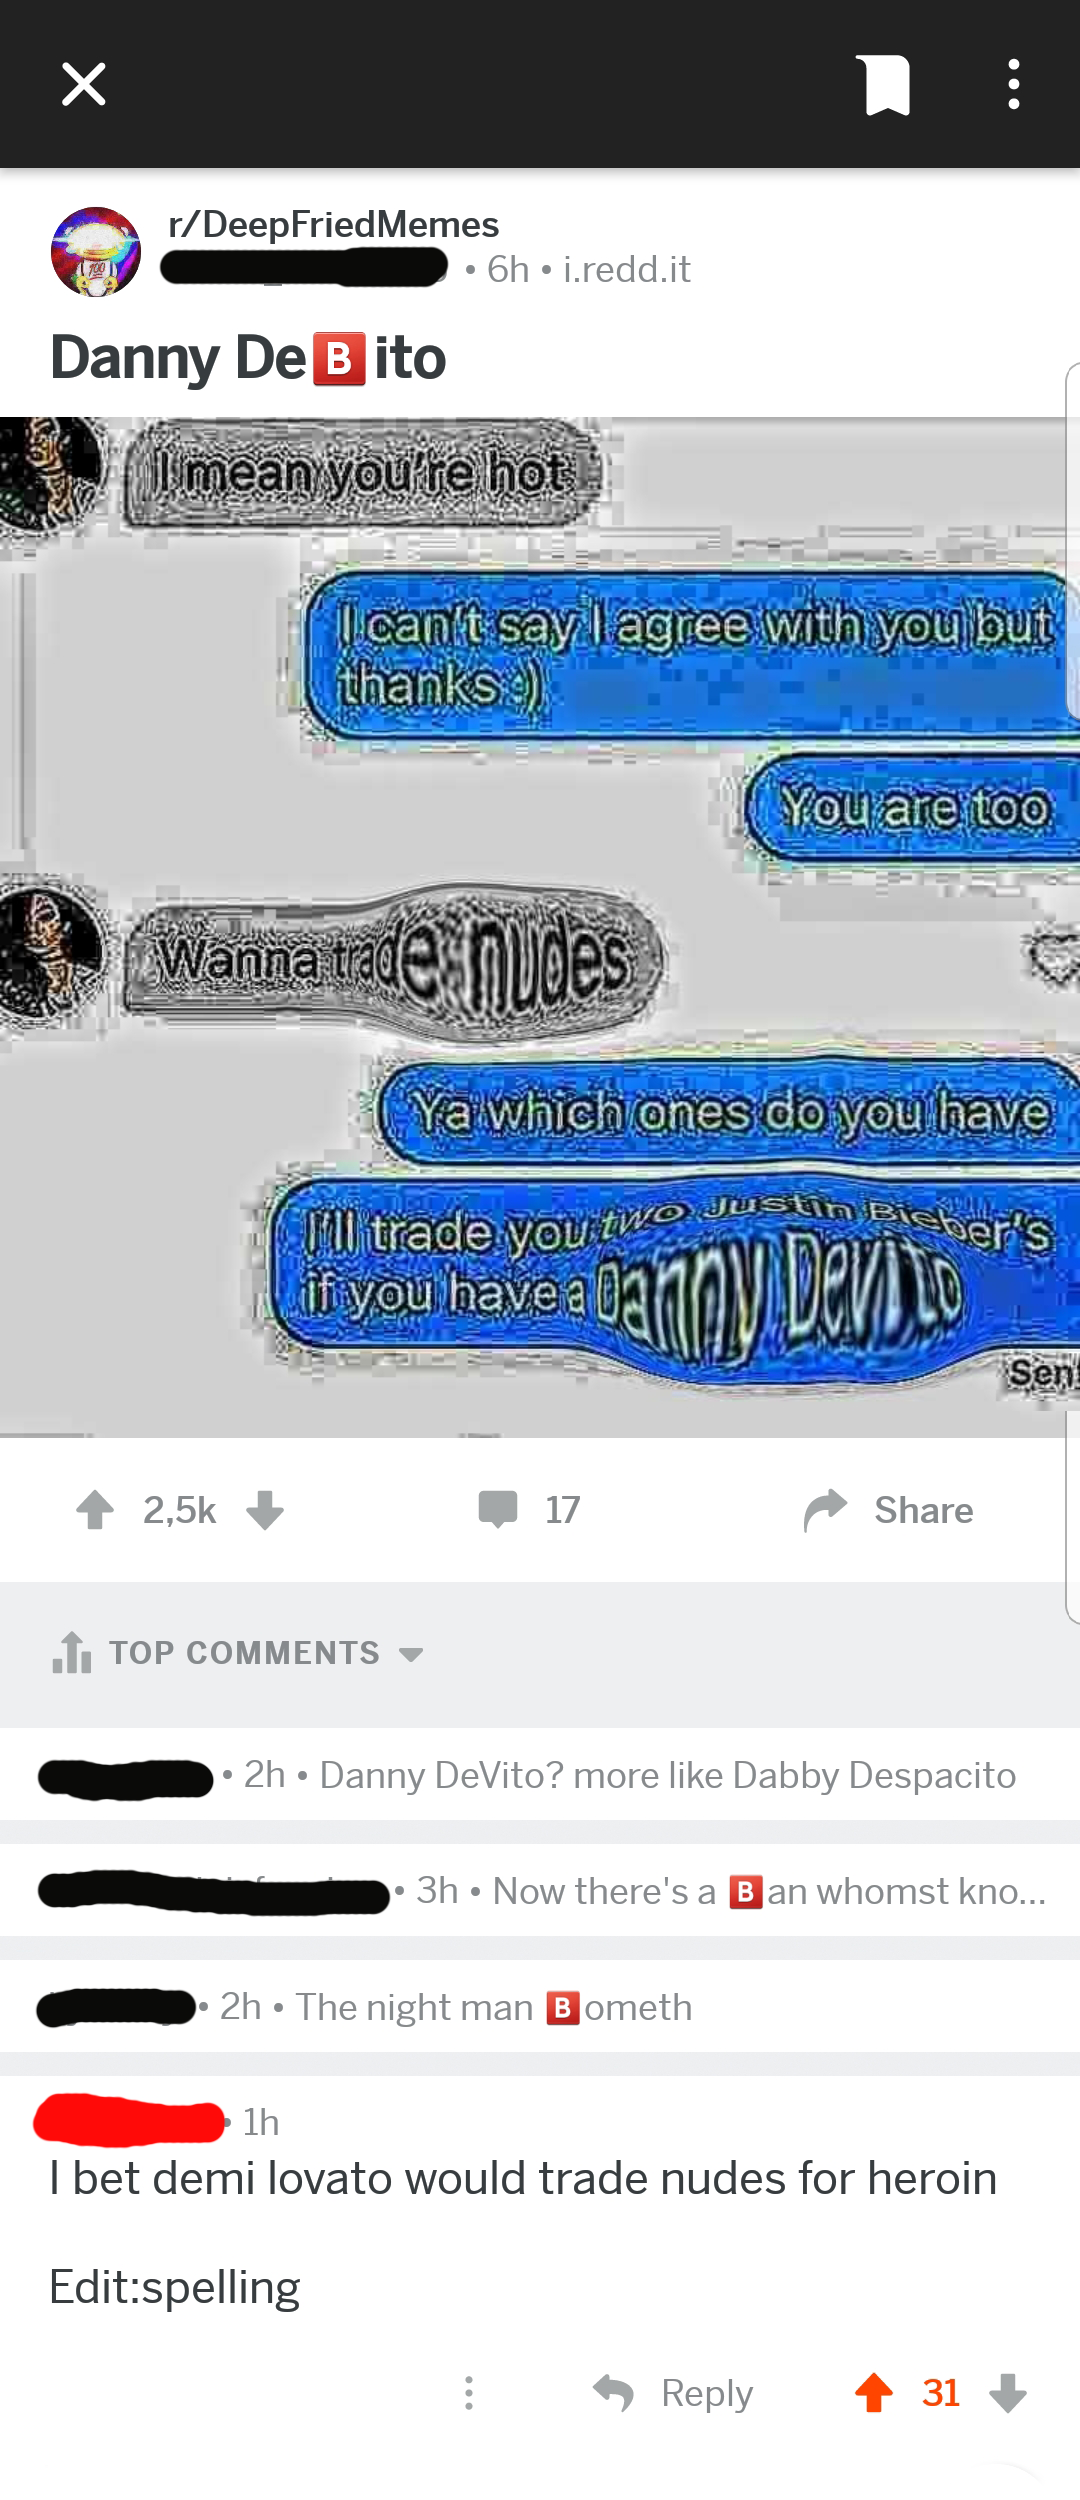 r/DeepFriedMemes
• 6h • i.redd.it
Danny De🅱️ito
I mean you're hot
I can't say I agree with you but
thanks :)
You are too
Wanna trade nudes
Ya which ones do you have
I'll trade you two Justin Bieber's
if you have a Danny Devito
Sen
2,5k
17
Share
TOP COMMENTS
• 2h • Danny DeVito? more like Dabby Despacito
• 3h • Now there's a 🅱️an whomst kno...
• 2h • The night man 🅱️ometh
• 1h
I bet demi lovato would trade nudes for heroin
Edit:spelling
Reply
31